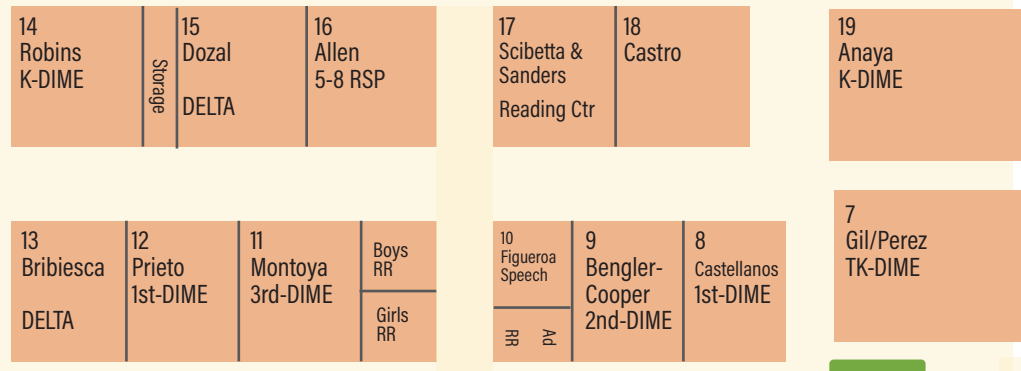 14
Robins
K-DIME
Storage
15
Dozal
DELTA
16
Allen
5-8 RSP
17
Scibetta &
Sanders
Reading Ctr
18
Castro
19
Anaya
K-DIME
13
Bribiesca
DELTA
12
Prieto
1st-DIME
11
Montoya
3rd-DIME
Boys
RR
Girls
RR
10
Figueroa
Speech
Ad
RR
9
Bengler-
Cooper
2nd-DIME
8
Castellanos
1st-DIME
7
Gil/Perez
TK-DIME